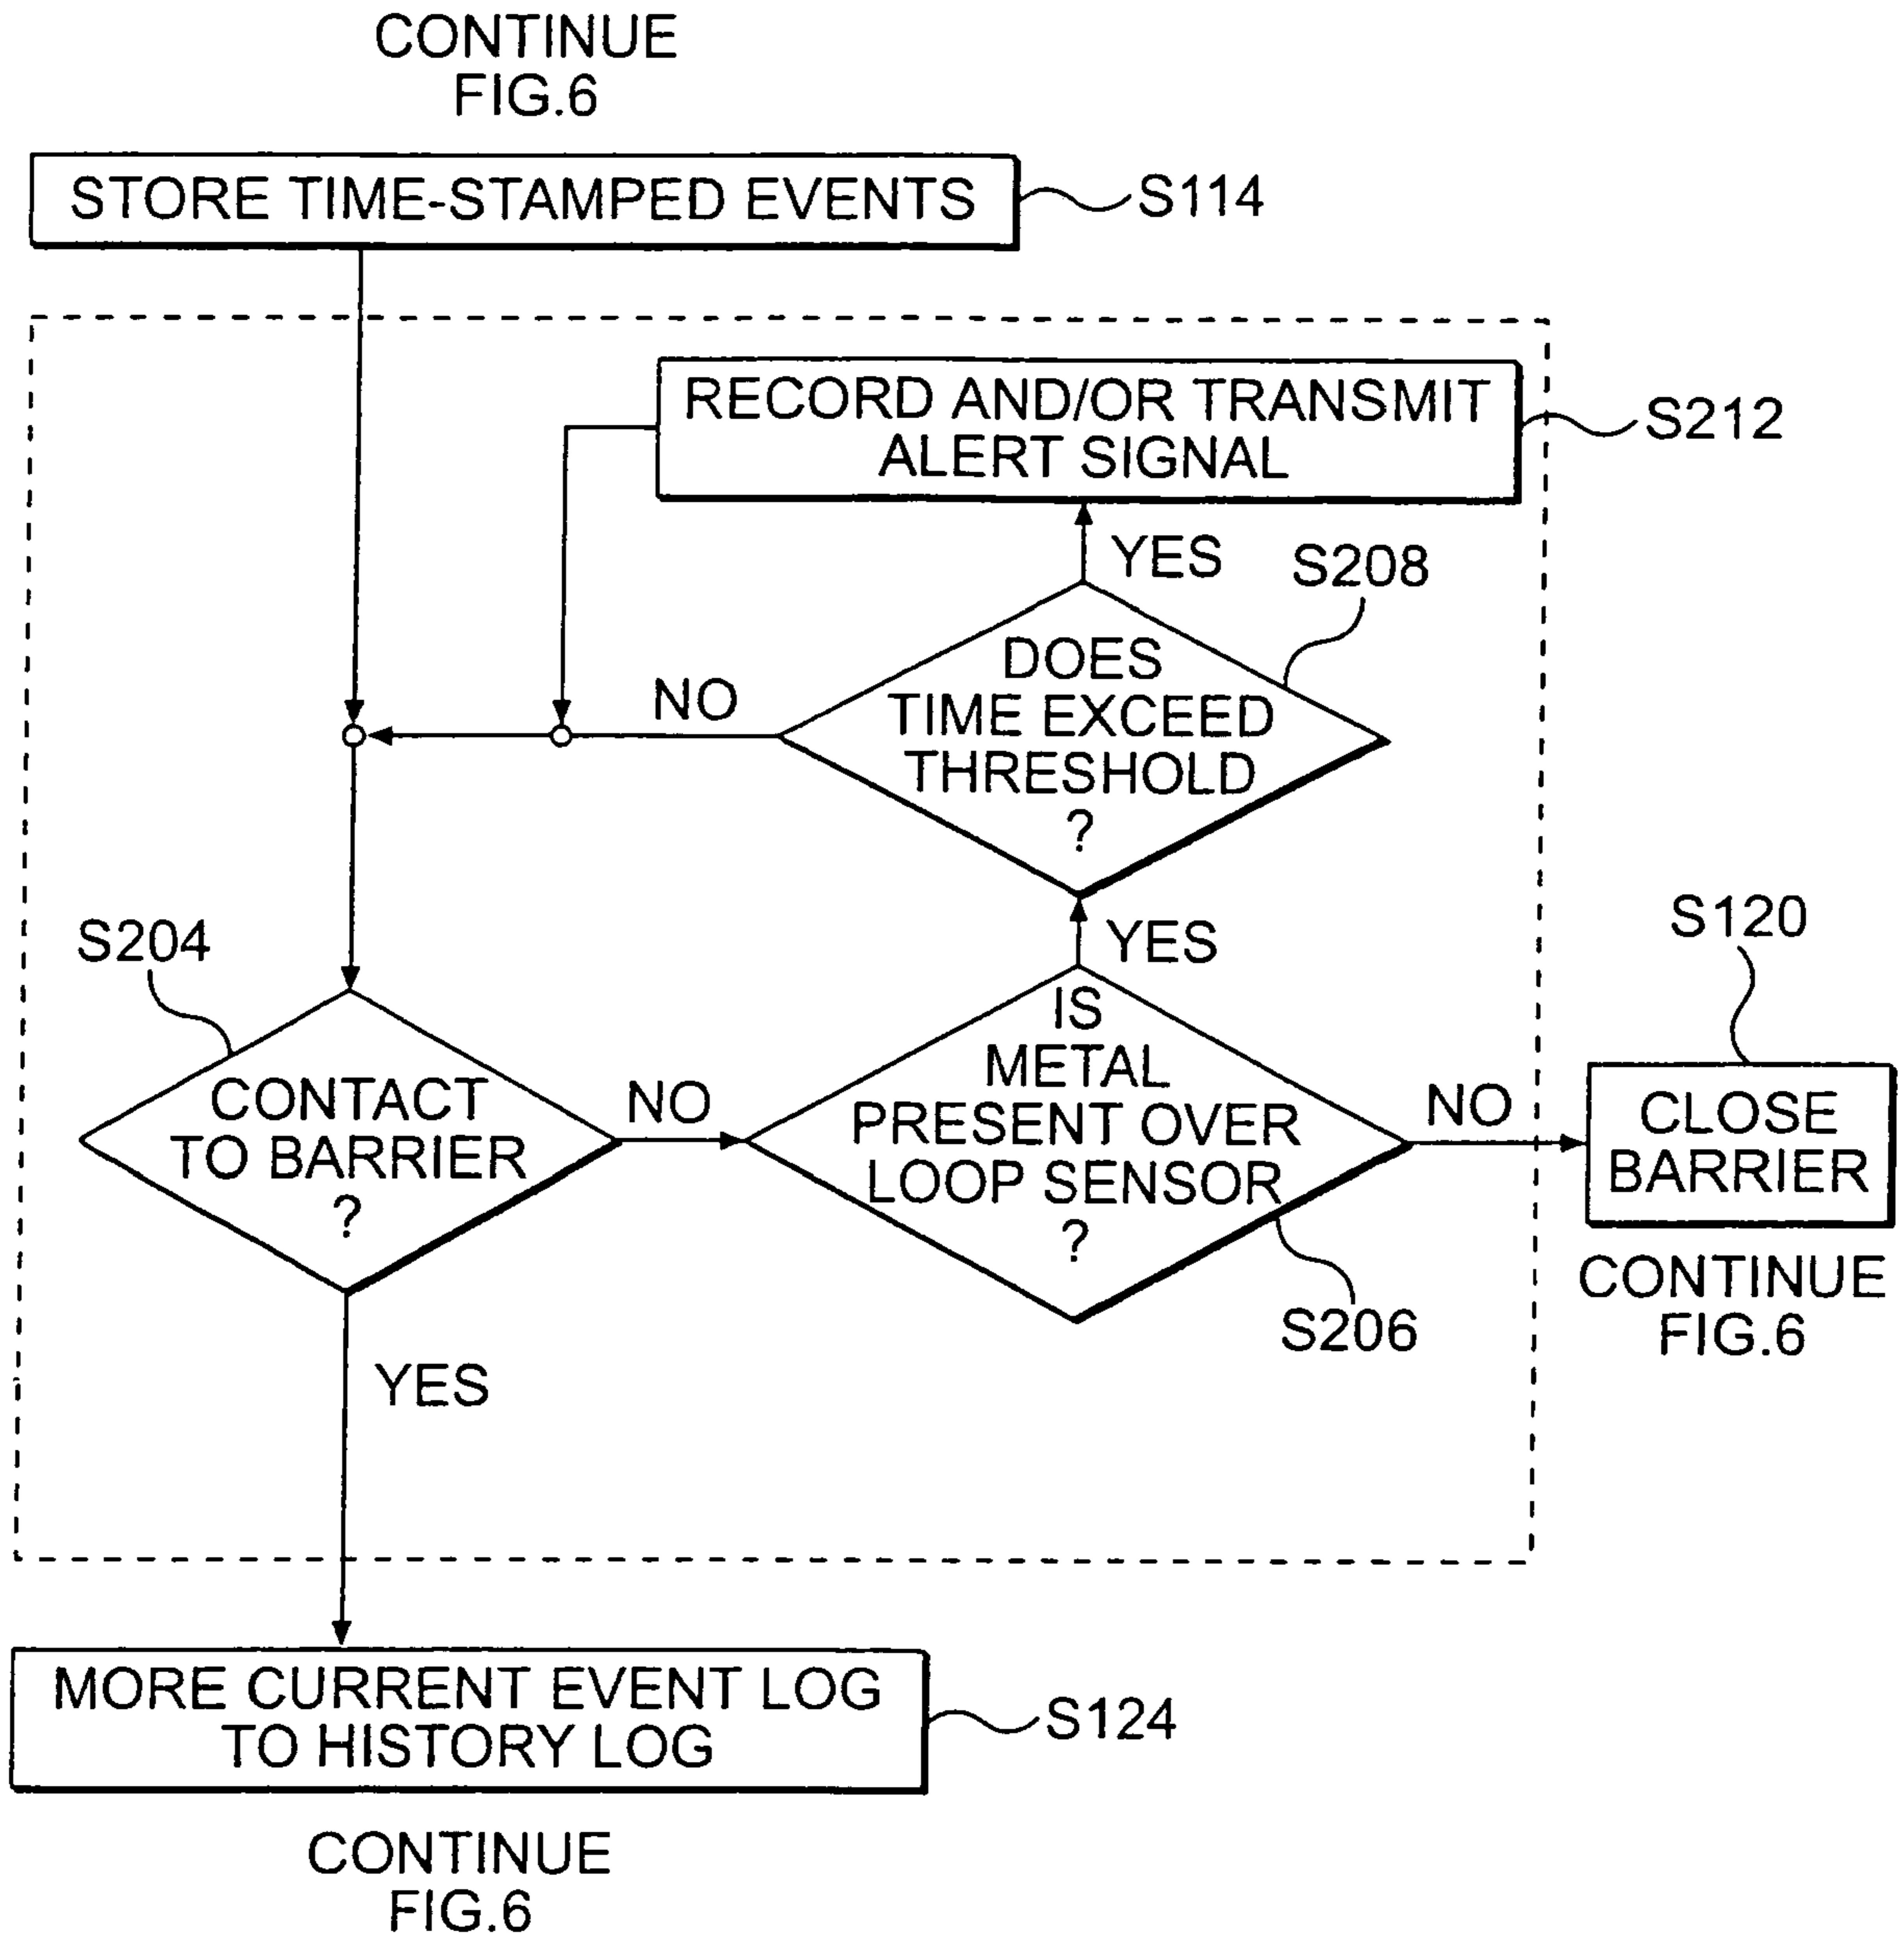 CONTINUE
FIG.6
STORE TIME-STAMPED EVENTS
S114
RECORD AND/OR TRANSMIT
ALERT SIGNAL
S212
YES
S208
DOES
TIME EXCEED
THRESHOLD
?
NO
YES
S204
CONTACT
TO BARRIER
?
NO
IS
METAL
PRESENT OVER
LOOP SENSOR
?
S206
NO
S120
CLOSE
BARRIER
CONTINUE
FIG.6
YES
MORE CURRENT EVENT LOG
TO HISTORY LOG
S124
CONTINUE
FIG.6